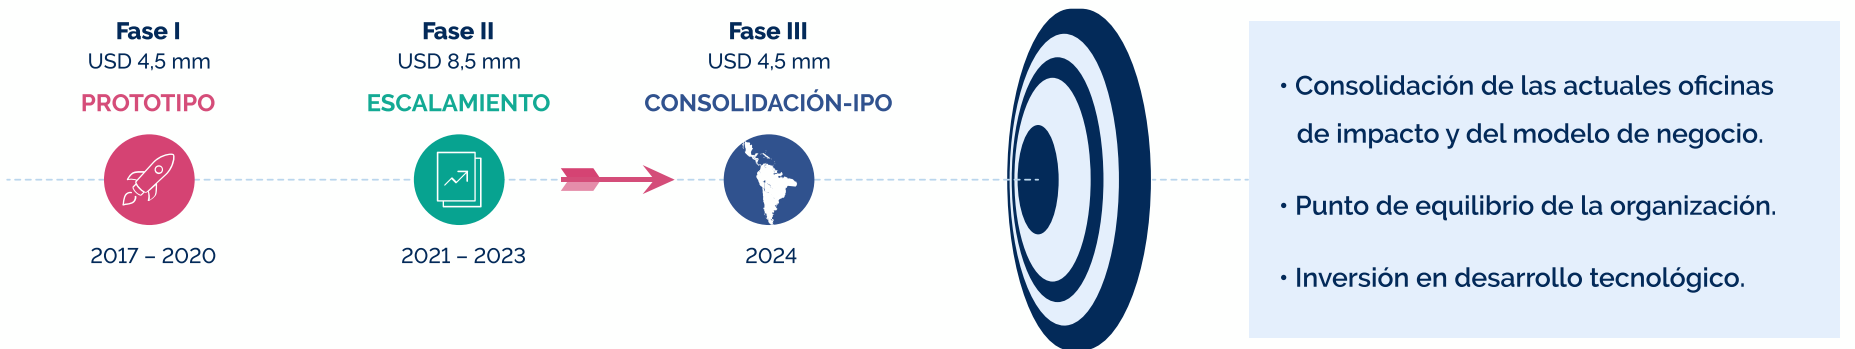 Fase I
USD 4,5 mm
PROTOTIPO
2017 – 2020
Fase II
USD 8,5 mm
ESCALAMIENTO
2021 – 2023
Fase III
USD 4,5 mm
CONSOLIDACIÓN-IPO
2024
• Consolidación de las actuales oficinas
de impacto y del modelo de negocio.
• Punto de equilibrio de la organización.
• Inversión en desarrollo tecnológico.